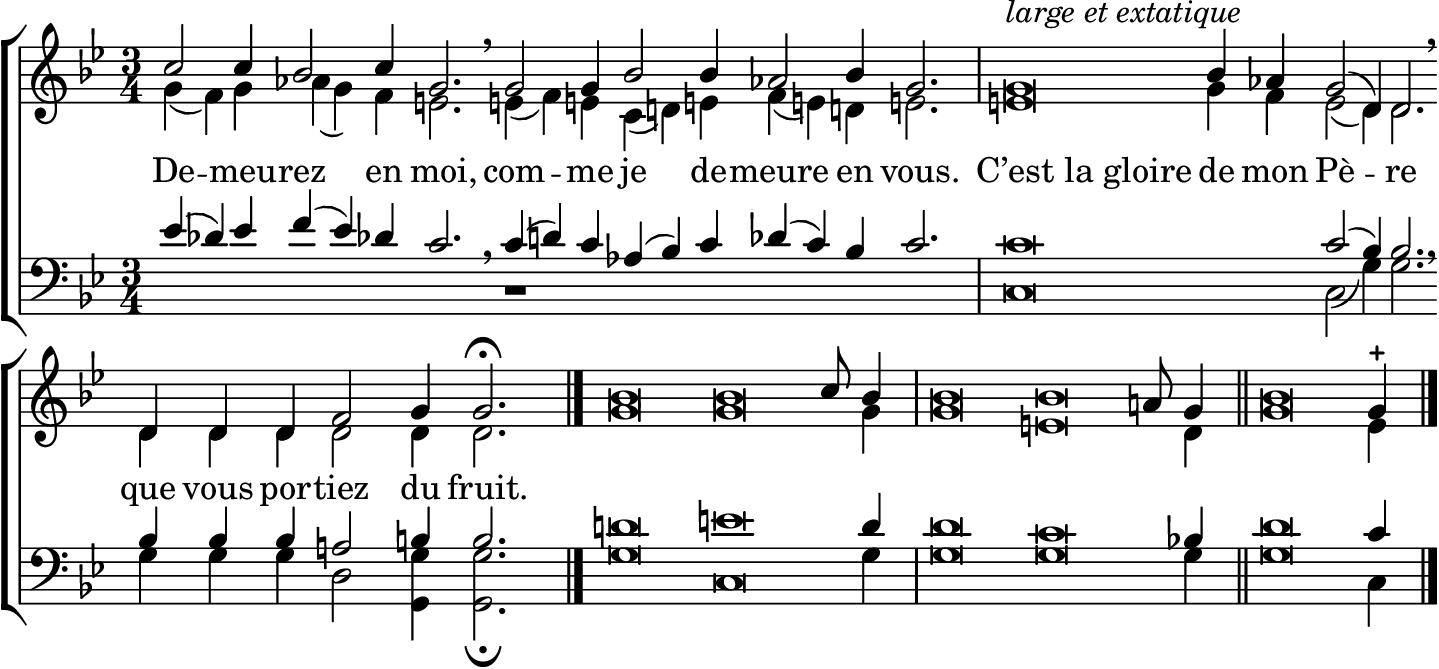 large et extatique
De -- meurez en moi, com -- me je demeure en vous. C’est la gloire de mon Pè - re
que vous portiez du fruit.